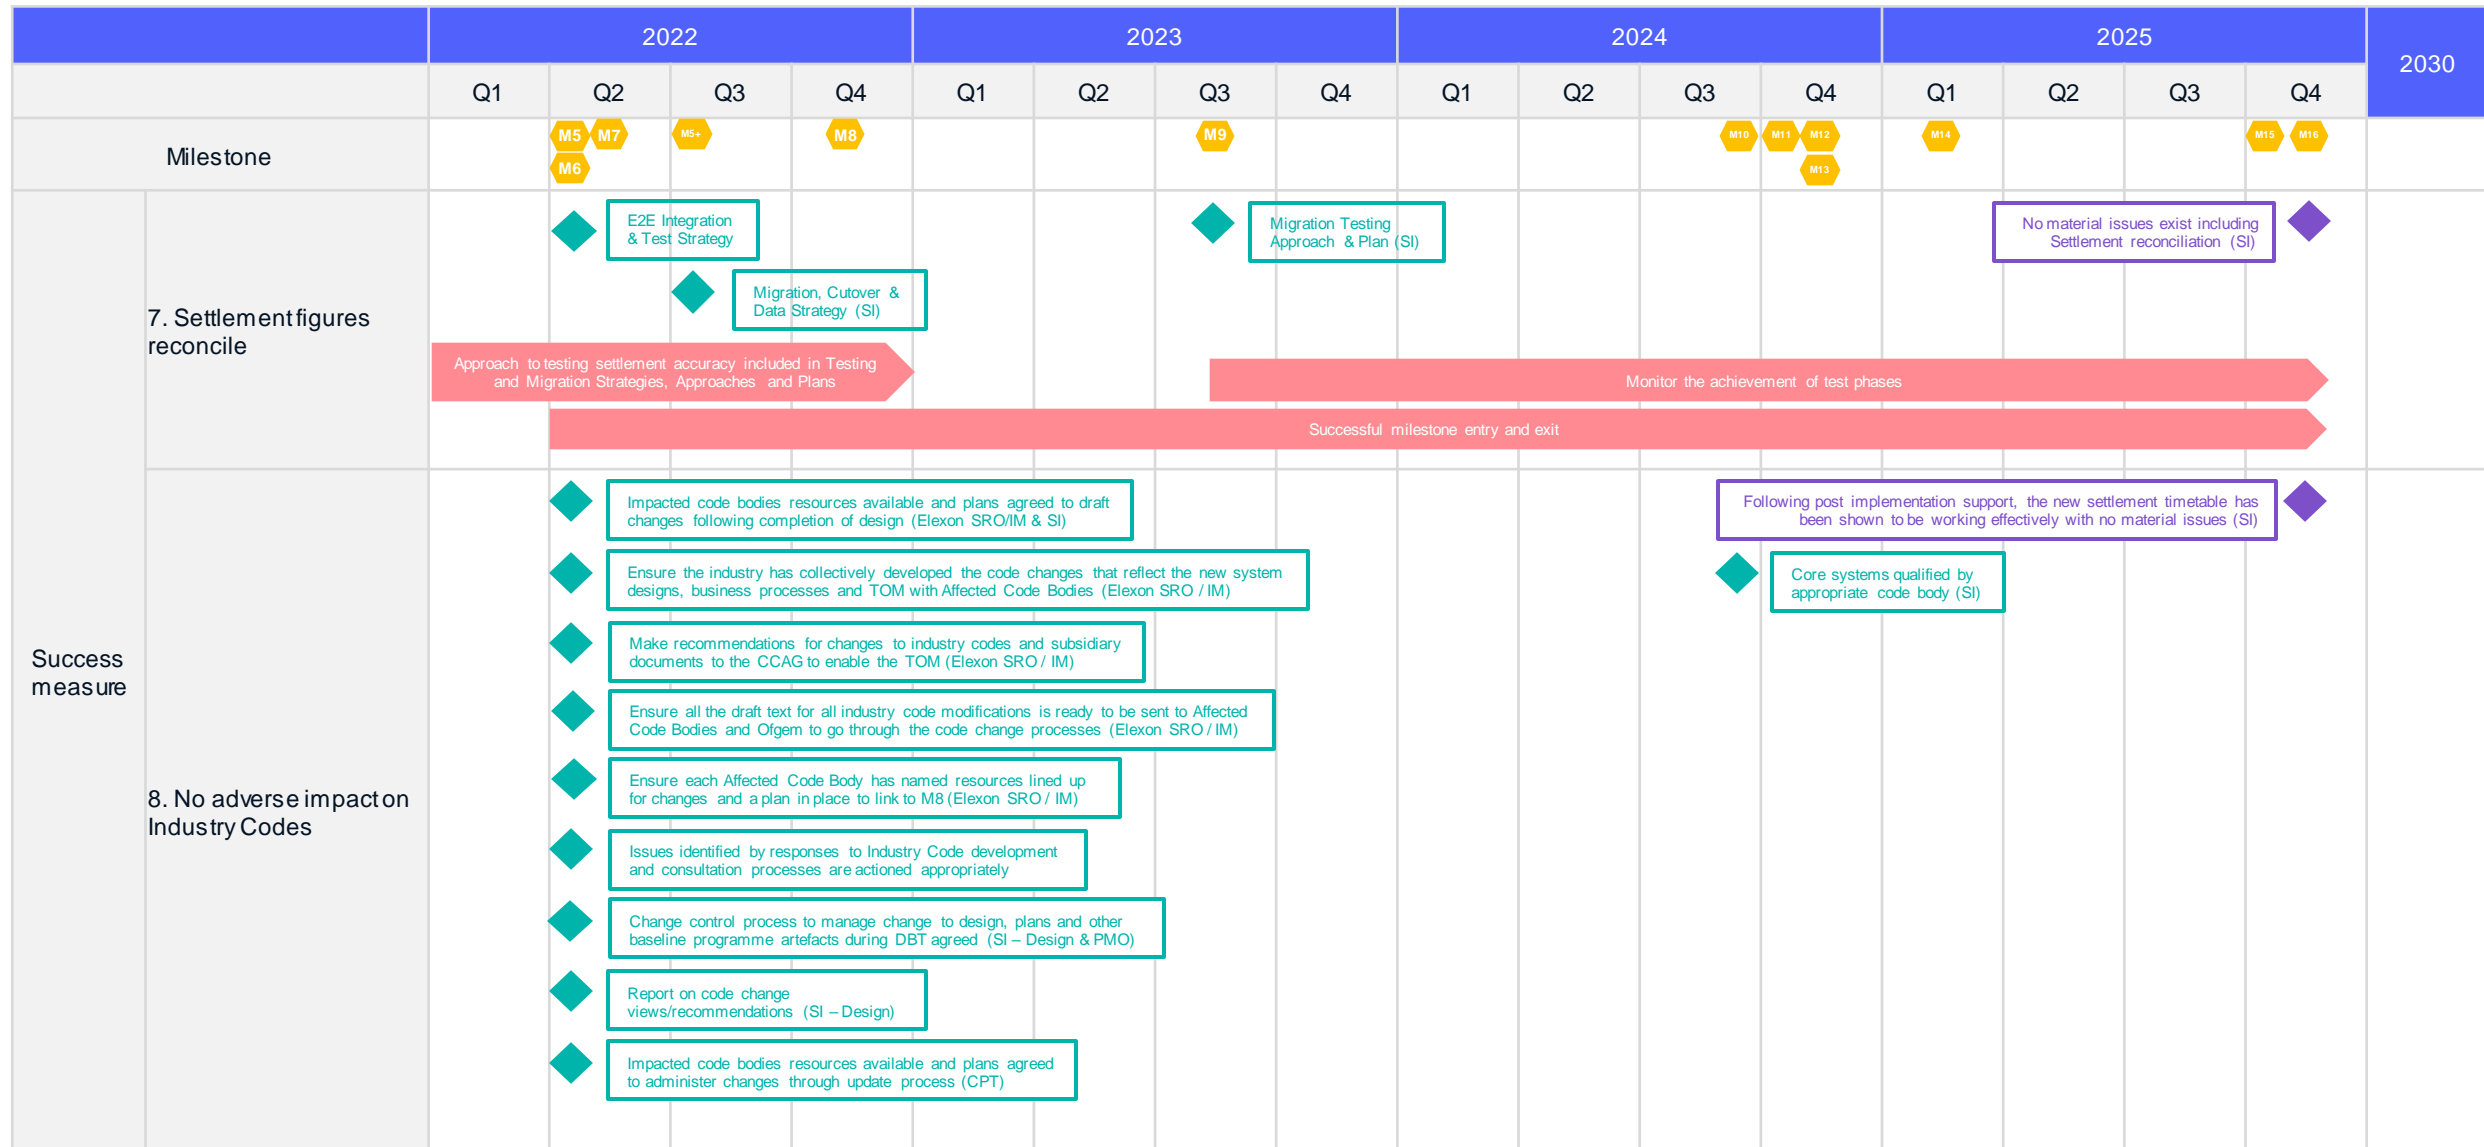 2022
2023
2024
2025
2030
Q1
Q2
Q3
Q4
Q1
Q2
Q3
Q4
Q1
Q2
Q3
Q4
Q1
Q2
Q3
Q4
Milestone
M5
M7
M5+
M8
M9
M10
M11
M12
M14
M15
M16
M6
M13
Success
measure
7. Settlement figures
reconcile
E2E Integration
& Test Strategy
Migration Testing
Approach & Plan (SI)
No material issues exist including
Settlement reconciliation (SI)
Migration, Cutover &
Data Strategy (SI)
Approach to testing settlement accuracy included in Testing
and Migration Strategies, Approaches and Plans
Monitor the achievement of test phases
Successful milestone entry and exit
8. No adverse impact on
Industry Codes
Impacted code bodies resources available and plans agreed to draft
changes following completion of design (Elexon SRO/IM & SI)
Following post implementation support, the new settlement timetable has
been shown to be working effectively with no material issues (SI)
Ensure the industry has collectively developed the code changes that reflect the new system
designs, business processes and TOM with Affected Code Bodies (Elexon SRO / IM)
Core systems qualified by
appropriate code body (SI)
Make recommendations for changes to industry codes and subsidiary
documents to the CCAG to enable the TOM (Elexon SRO / IM)
Ensure all the draft text for all industry code modifications is ready to be sent to Affected
Code Bodies and Ofgem to go through the code change processes (Elexon SRO / IM)
Ensure each Affected Code Body has named resources lined up
for changes and a plan in place to link to M8 (Elexon SRO / IM)
Issues identified by responses to Industry Code development
and consultation processes are actioned appropriately
Change control process to manage change to design, plans and other
baseline programme artefacts during DBT agreed (SI – Design & PMO)
Report on code change
views/recommendations (SI – Design)
Impacted code bodies resources available and plans agreed
to administer changes through update process (CPT)